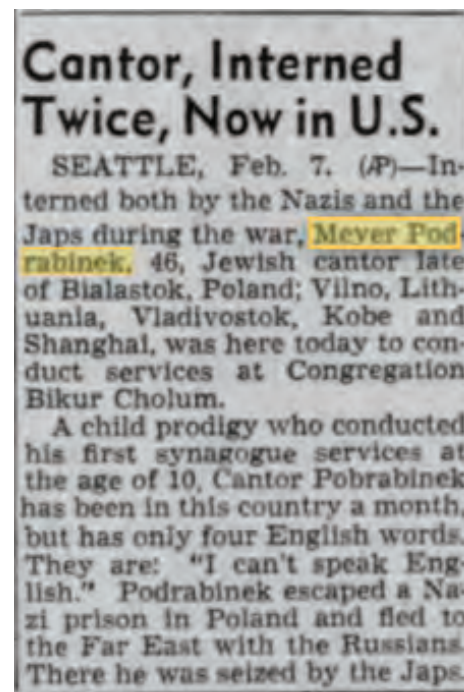 Cantor, Interned
Twice, Now in U.S.
SEATTLE, Feb. 7. (AP)—In-
terned both by the Nazis and the
Japs during the war, Meyer Pod-
rabinek, 46, Jewish cantor late
of Bialastok, Poland; Vilno, Lith-
uania, Vladivostok, Kobe and
Shanghai, was here today to con-
duct services at Congregation
Bikur Cholum.
A child prodigy who conducted
his first synagogue services at
the age of 10, Cantor Pobrabinek
has been in this country a month,
but has only four English words.
They are: "I can't speak Eng-
lish." Podrabinek escaped a Na-
zi prison in Poland and fled to
the Far East with the Russians.
There he was seized by the Japs.